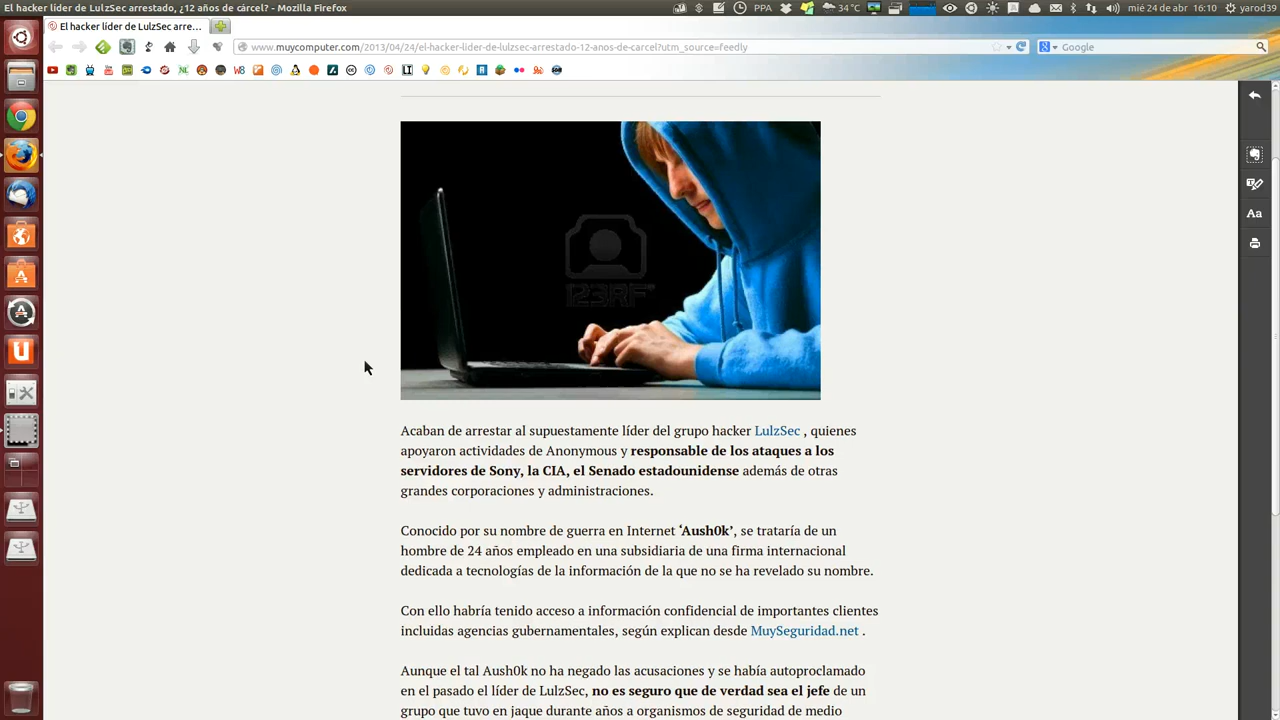 El hacker líder de LulzSec arrestado, ¿12 años de cárcel? - Mozilla Firefox
PPA
34°C
mié 24 de abr
16:10
yarod39
El hacker líder de LulzSec arre...
www.muycomputer.com/2013/04/24/el-hacker-lider-de-lulzsec-arrestado-12-anos-de-carcel?utm_source=feedly
Google
123RF
Acaban de arrestar al supuestamente líder del grupo hacker LulzSec , quienes
apoyaron actividades de Anonymous y responsable de los ataques a los
servidores de Sony, la CIA, el Senado estadounidense además de otras
grandes corporaciones y administraciones.
Conocido por su nombre de guerra en Internet ‘Aush0k’, se trataría de un
hombre de 24 años empleado en una subsidiaria de una firma internacional
dedicada a tecnologías de la información de la que no se ha revelado su nombre.
Con ello habría tenido acceso a información confidencial de importantes clientes
incluidas agencias gubernamentales, según explican desde MuySeguridad.net .
Aunque el tal Aush0k no ha negado las acusaciones y se había autoproclamado
en el pasado el líder de LulzSec, no es seguro que de verdad sea el jefe de un
grupo que tuvo en jaque durante años a organismos de seguridad de medio
Aa